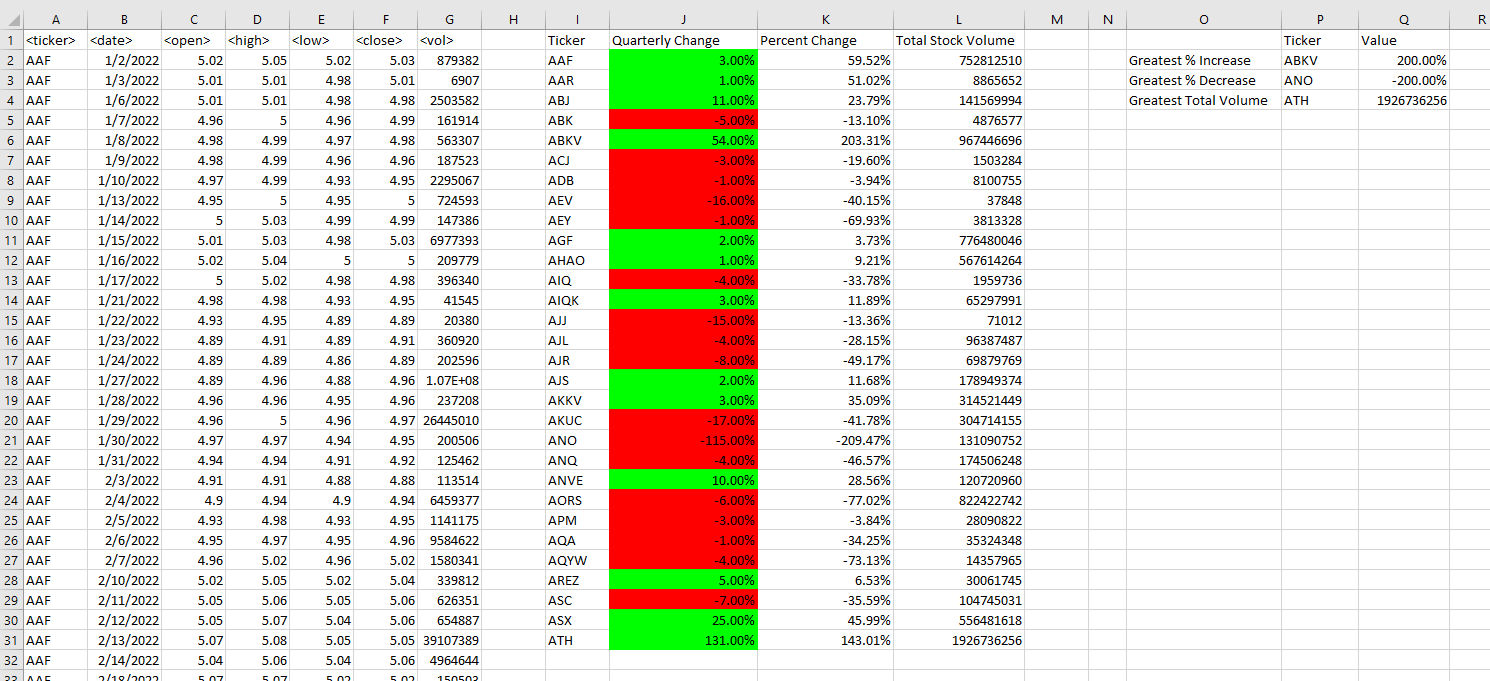 A B C D E F G H I J K L M N O P Q R
1 <ticker> <date> <open> <high> <low> <close> <vol> Ticker Quarterly Change Percent Change Total Stock Volume Ticker Value
2 AAF 1/2/2022 5.02 5.05 5.02 5.03 879382 AAF 3.00% 59.52% 752812510 Greatest % Increase ABKV 200.00%
3 AAF 1/3/2022 5.01 5.01 4.98 5.01 6907 AAR 1.00% 51.02% 8865652 Greatest % Decrease ANO -200.00%
4 AAF 1/6/2022 5.01 5.01 4.98 4.98 2503582 ABJ 11.00% 23.79% 141569994 Greatest Total Volume ATH 1926736256
5 AAF 1/7/2022 4.96 5 4.96 4.99 161914 ABK -5.00% -13.10% 4876577
6 AAF 1/8/2022 4.98 4.99 4.97 4.98 563307 ABKV 54.00% 203.31% 967446696
7 AAF 1/9/2022 4.98 4.99 4.96 4.96 187523 ACJ -3.00% -19.60% 1503284
8 AAF 1/10/2022 4.97 4.99 4.93 4.95 2295067 ADB -1.00% -3.94% 8100755
9 AAF 1/13/2022 4.95 5 4.95 5 724593 AEV -16.00% -40.15% 37848
10 AAF 1/14/2022 5 5.03 4.99 4.99 147386 AEY -1.00% -69.93% 3813328
11 AAF 1/15/2022 5.01 5.03 4.98 5.03 6977393 AGF 2.00% 3.73% 776480046
12 AAF 1/16/2022 5.02 5.04 5 5 209779 AHAO 1.00% 9.21% 567614264
13 AAF 1/17/2022 5 5.02 4.98 4.98 396340 AIQ -4.00% -33.78% 1959736
14 AAF 1/21/2022 4.98 4.98 4.93 4.95 41545 AIQK 3.00% 11.89% 65297991
15 AAF 1/22/2022 4.93 4.95 4.89 4.89 20380 AJJ -15.00% -13.36% 71012
16 AAF 1/23/2022 4.89 4.91 4.89 4.91 360920 AJL -4.00% -28.15% 96387487
17 AAF 1/24/2022 4.89 4.89 4.86 4.89 202596 AJR -8.00% -49.17% 69879769
18 AAF 1/27/2022 4.89 4.96 4.88 4.96 1.07E+08 AJS 2.00% 11.68% 178949374
19 AAF 1/28/2022 4.96 4.96 4.95 4.96 237208 AKKV 3.00% 35.09% 314521449
20 AAF 1/29/2022 4.96 5 4.96 4.97 26445010 AKUC -17.00% -41.78% 304714155
21 AAF 1/30/2022 4.97 4.97 4.94 4.95 200506 ANO -115.00% -209.47% 131090752
22 AAF 1/31/2022 4.94 4.94 4.91 4.92 125462 ANQ -4.00% -46.57% 174506248
23 AAF 2/3/2022 4.91 4.91 4.88 4.88 113514 ANVE 10.00% 28.56% 120720960
24 AAF 2/4/2022 4.9 4.94 4.9 4.94 6459377 AORS -6.00% -77.02% 822422742
25 AAF 2/5/2022 4.93 4.98 4.93 4.95 1141175 APM -3.00% -3.84% 28090822
26 AAF 2/6/2022 4.95 4.97 4.95 4.96 9584622 AQA -1.00% -34.25% 35324348
27 AAF 2/7/2022 4.96 5.02 4.96 5.02 1580341 AQYW -4.00% -73.13% 14357965
28 AAF 2/10/2022 5.02 5.05 5.02 5.04 339812 AREZ 5.00% 6.53% 30061745
29 AAF 2/11/2022 5.05 5.06 5.05 5.06 626351 ASC -7.00% -35.59% 104745031
30 AAF 2/12/2022 5.05 5.07 5.04 5.06 654887 ASX 25.00% 45.99% 556481618
31 AAF 2/13/2022 5.07 5.08 5.05 5.05 39107389 ATH 131.00% 143.01% 1926736256
32 AAF 2/14/2022 5.04 5.06 5.04 5.06 4964644
33 AAF 2/18/2022 5.07 5.07 5.02 5.02 150503